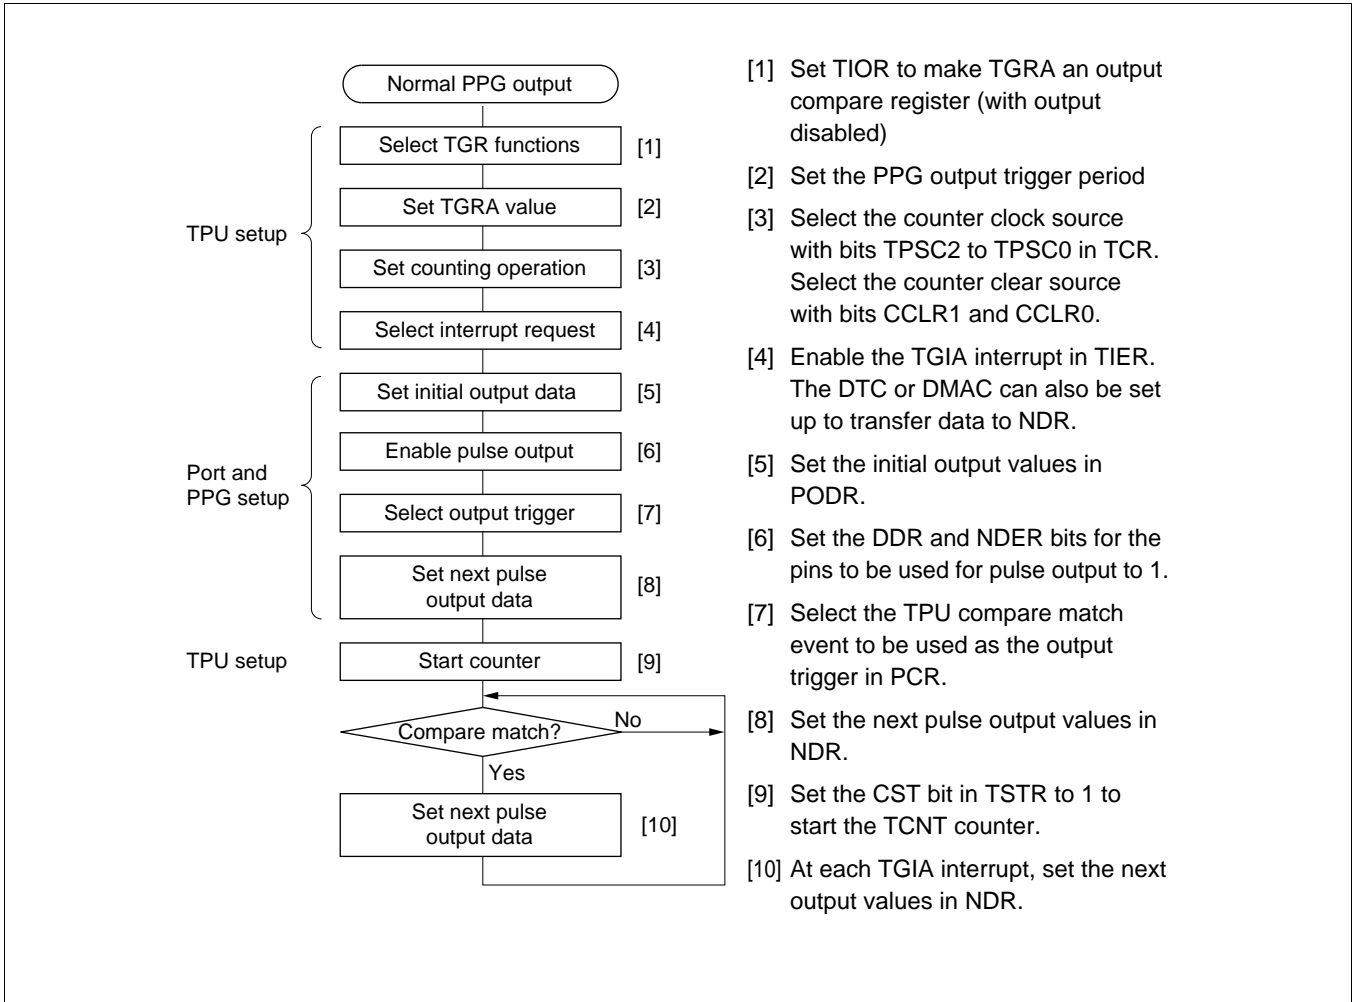 Normal PPG output
Select TGR functions [1]
Set TGRA value [2]
TPU setup
Set counting operation [3]
Select interrupt request [4]
Set initial output data [5]
Enable pulse output [6]
Port and
PPG setup
Select output trigger [7]
Set next pulse
output data
[8]
TPU setup
Start counter [9]
Compare match?
No
Yes
Set next pulse
output data
[10]
[1] Set TIOR to make TGRA an output
compare register (with output
disabled)
[2] Set the PPG output trigger period
[3] Select the counter clock source
with bits TPSC2 to TPSC0 in TCR.
Select the counter clear source
with bits CCLR1 and CCLR0.
[4] Enable the TGIA interrupt in TIER.
The DTC or DMAC can also be set
up to transfer data to NDR.
[5] Set the initial output values in
PODR.
[6] Set the DDR and NDER bits for the
pins to be used for pulse output to 1.
[7] Select the TPU compare match
event to be used as the output
trigger in PCR.
[8] Set the next pulse output values in
NDR.
[9] Set the CST bit in TSTR to 1 to
start the TCNT counter.
[10] At each TGIA interrupt, set the next
output values in NDR.